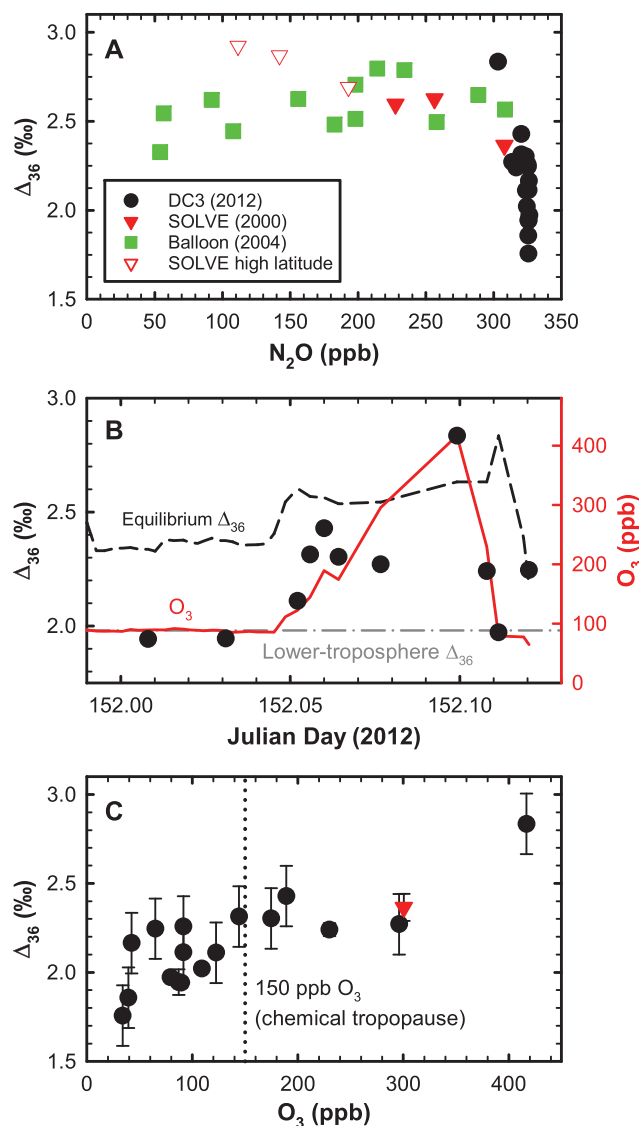 A
3.0
2.5
2.0
1.5
Δ36 (‰)
DC3 (2012)
SOLVE (2000)
Balloon (2004)
SOLVE high latitude
0 50 100 150 200 250 300 350
N2O (ppb)
B
3.0
2.5
2.0
Δ36 (‰)
Equilibrium Δ36
O3
Lower-troposphere Δ36
400
300
200
100
0
O3 (ppb)
152.00 152.05 152.10
Julian Day (2012)
C
3.0
2.5
2.0
1.5
Δ36 (‰)
150 ppb O3
(chemical tropopause)
0 100 200 300 400
O3 (ppb)